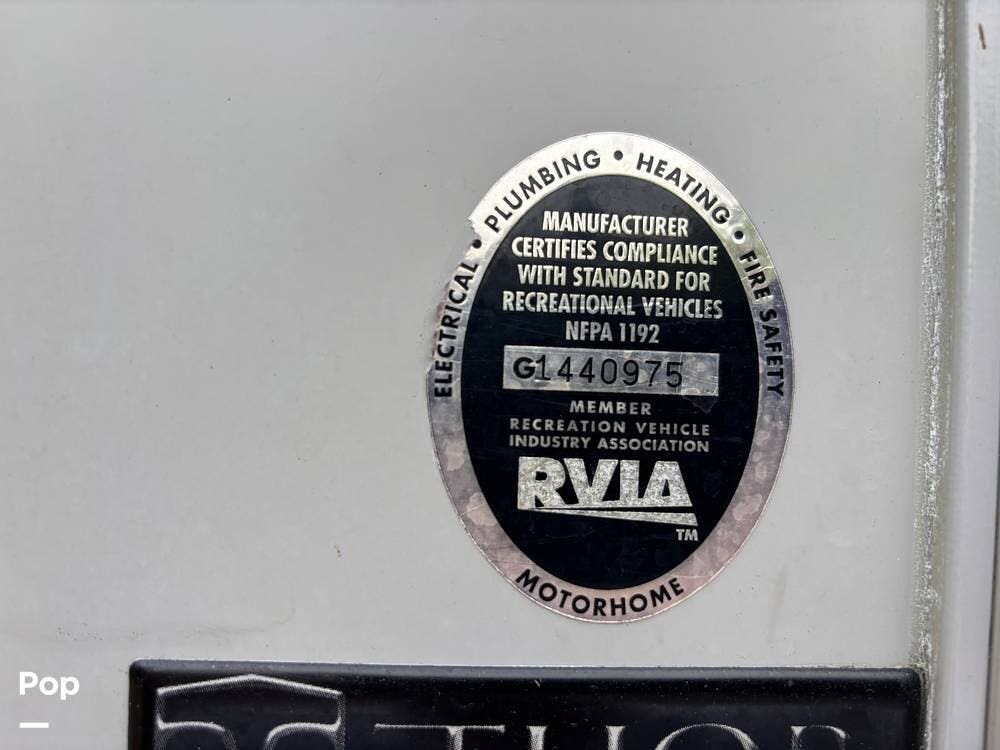 ELECTRICAL • PLUMBING • HEATING • FIRE SAFETY
MANUFACTURER
CERTIFIES COMPLIANCE
WITH STANDARD FOR
RECREATIONAL VEHICLES
NFPA 1192
G1440975
MEMBER
RECREATION VEHICLE
INDUSTRY ASSOCIATION
RVIA
TM
MOTORHOME
Pop
THOR